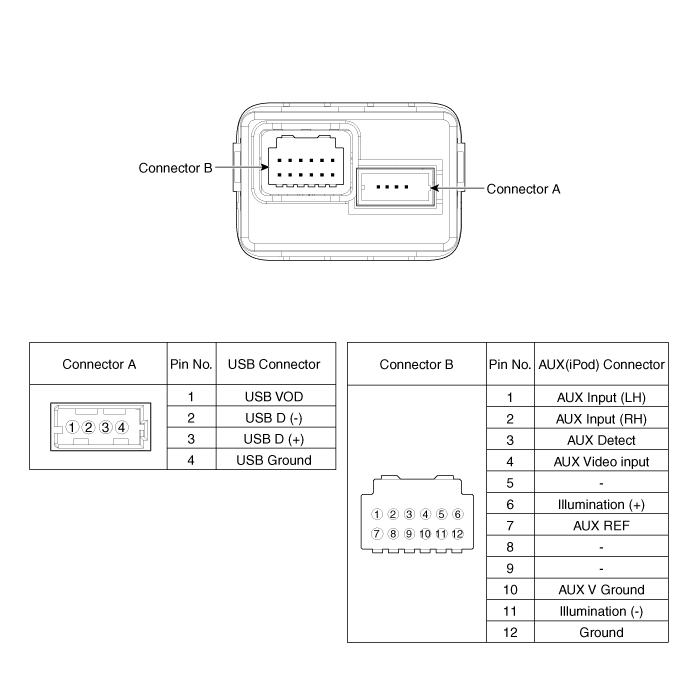 Connector B
Connector A
Connector A Pin No. USB Connector
1 USB VOD
2 USB D (-)
3 USB D (+)
4 USB Ground
1 2 3 4
Connector B Pin No. AUX(iPod) Connector
1 AUX Input (LH)
2 AUX Input (RH)
3 AUX Detect
4 AUX Video input
5 -
6 Illumination (+)
7 AUX REF
8 -
9 -
10 AUX V Ground
11 Illumination (-)
12 Ground
1 2 3 4 5 6
7 8 9 10 11 12